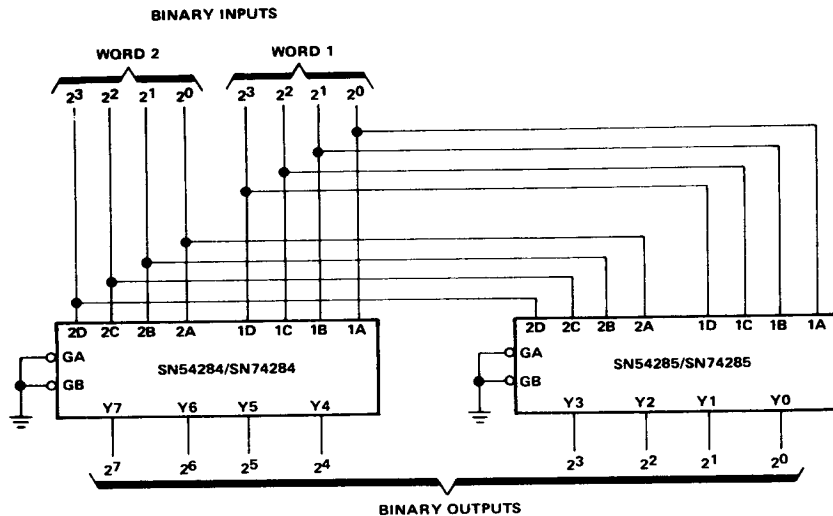 BINARY INPUTS
WORD 2 WORD 1
2³ 2² 2¹ 2⁰ 2³ 2² 2¹ 2⁰
2D 2C 2B 2A 1D 1C 1B 1A
GA
SN54284/SN74284
GB
Y7 Y6 Y5 Y4
2⁷ 2⁶ 2⁵ 2⁴
2D 2C 2B 2A 1D 1C 1B 1A
GA
SN54285/SN74285
GB
Y3 Y2 Y1 Y0
2³ 2² 2¹ 2⁰
BINARY OUTPUTS